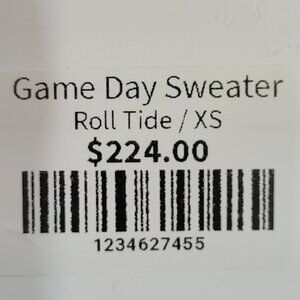 Game Day Sweater
Roll Tide / XS
$224.00
1234627455